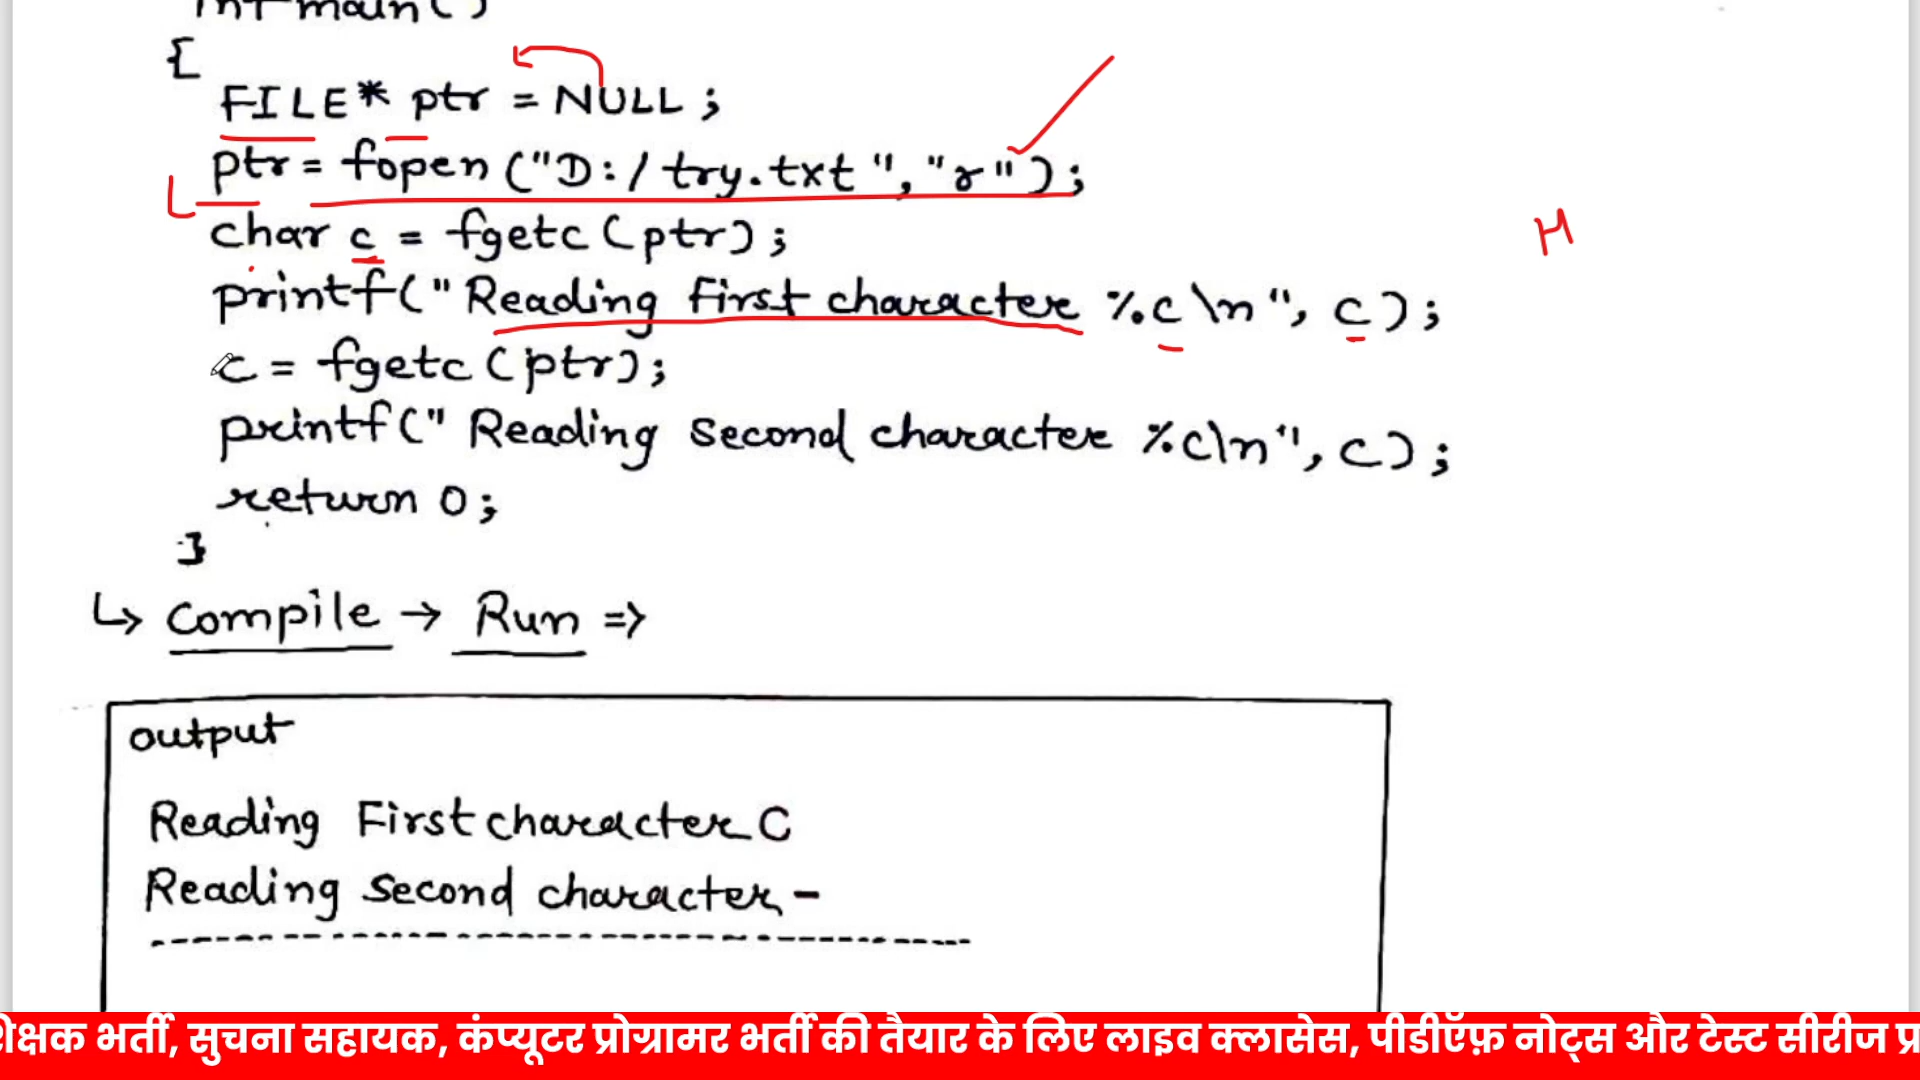 int main()
{
FILE* ptr = NULL ;
ptr = fopen ("D:/try.txt","r");
char c = fgetc (ptr) ;
H
printf(" Reading First character %c\n", c);
c = fgetc (ptr);
printf(" Reading Second character %c\n", c);
return 0;
}
↳ Compile → Run =>
output
Reading First character C
Reading Second character -
शिक्षक भर्ती, सुचना सहायक, कंप्यूटर प्रोग्रामर भर्ती की तैयार के लिए लाइव क्लासेस, पीडीएॅफ़ नोट्स और टेस्ट सीरीज प्र